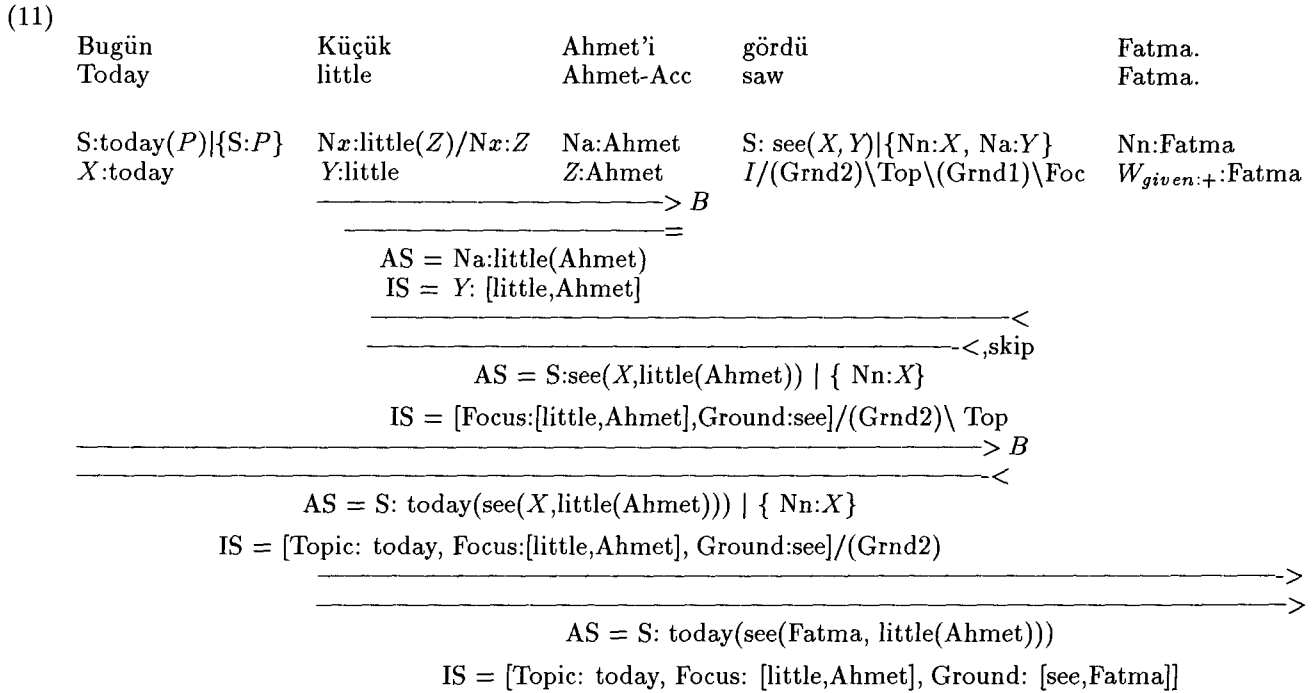 (11)
Bugün Küçük Ahmet'i gördü Fatma.
Today little Ahmet-Acc saw Fatma.
S:today(P)|{S:P} Nx:little(Z)/Nx:Z Na:Ahmet S: see(X,Y)|{Nn:X, Na:Y} Nn:Fatma
X:today Y:little Z:Ahmet I/(Grnd2)\Top\(Grnd1)\Foc W_given:+:Fatma
> B
=
AS = Na:little(Ahmet)
IS = Y: [little,Ahmet]
<
<,skip
AS = S:see(X,little(Ahmet)) | { Nn:X}
IS = [Focus:[little,Ahmet],Ground:see]/(Grnd2)\ Top
> B
<
AS = S: today(see(X,little(Ahmet))) | { Nn:X}
IS = [Topic: today, Focus:[little,Ahmet], Ground:see]/(Grnd2)
>
>
AS = S: today(see(Fatma, little(Ahmet)))
IS = [Topic: today, Focus: [little,Ahmet], Ground: [see,Fatma]]